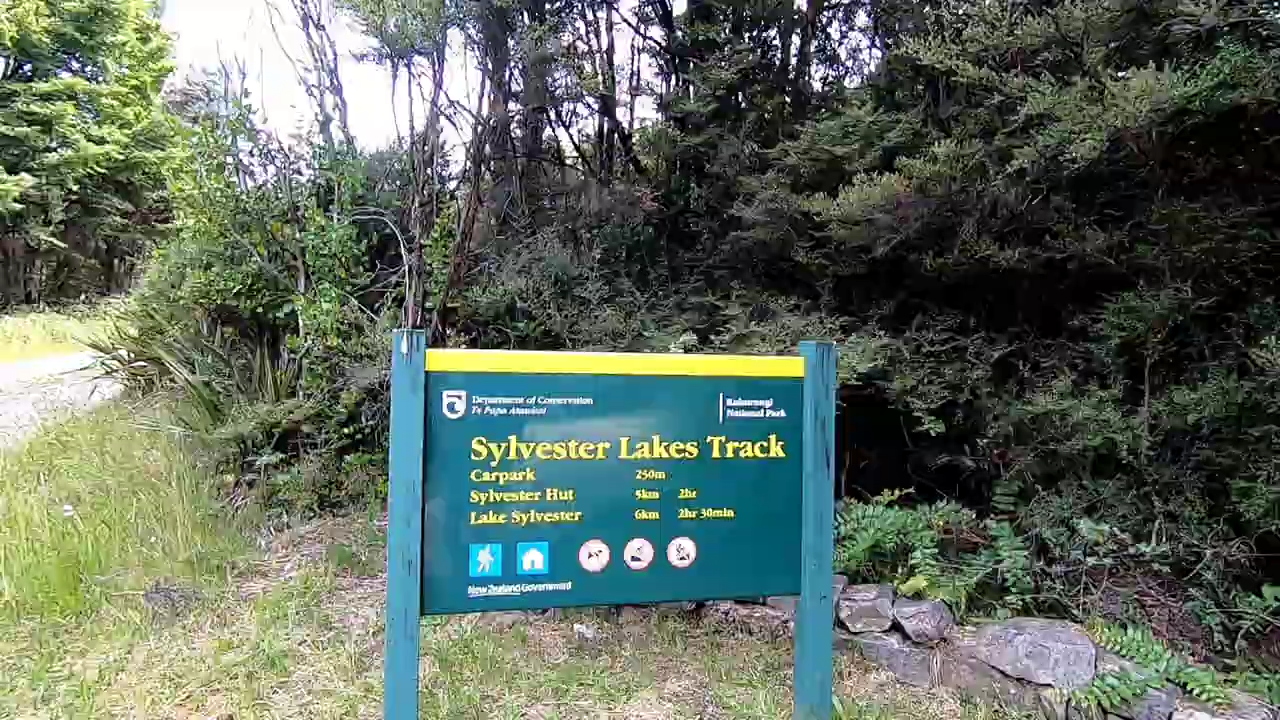 Department of Conservation
Te Papa Atawhai
Kahurangi
National Park
Sylvester Lakes Track
Carpark 250m
Sylvester Hut 5km 2hr
Lake Sylvester 6km 2hr 30min
New Zealand Government